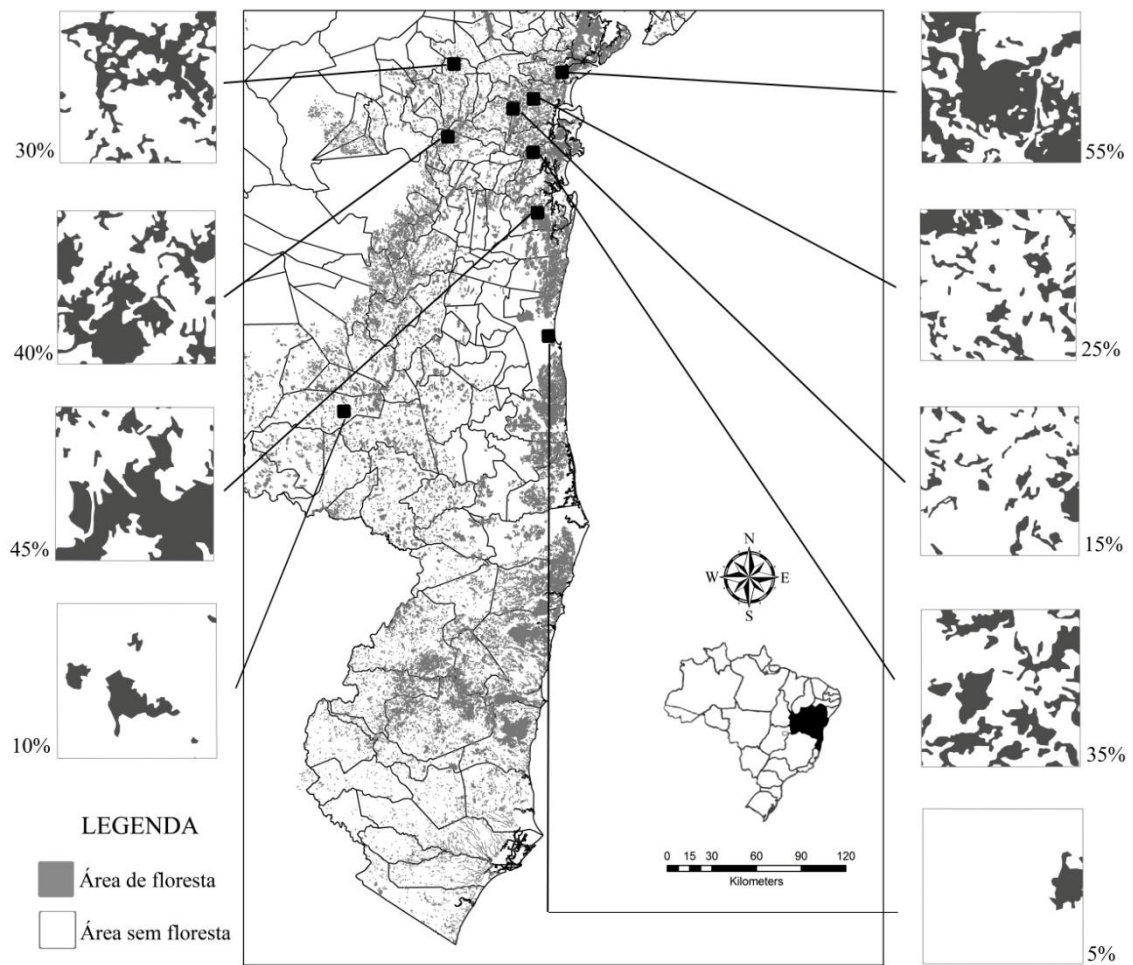 30%
40%
45%
10%
LEGENDA
Área de floresta
Área sem floresta
N
W E
S
0 15 30 60 90 120
Kilometers
55%
25%
15%
35%
5%